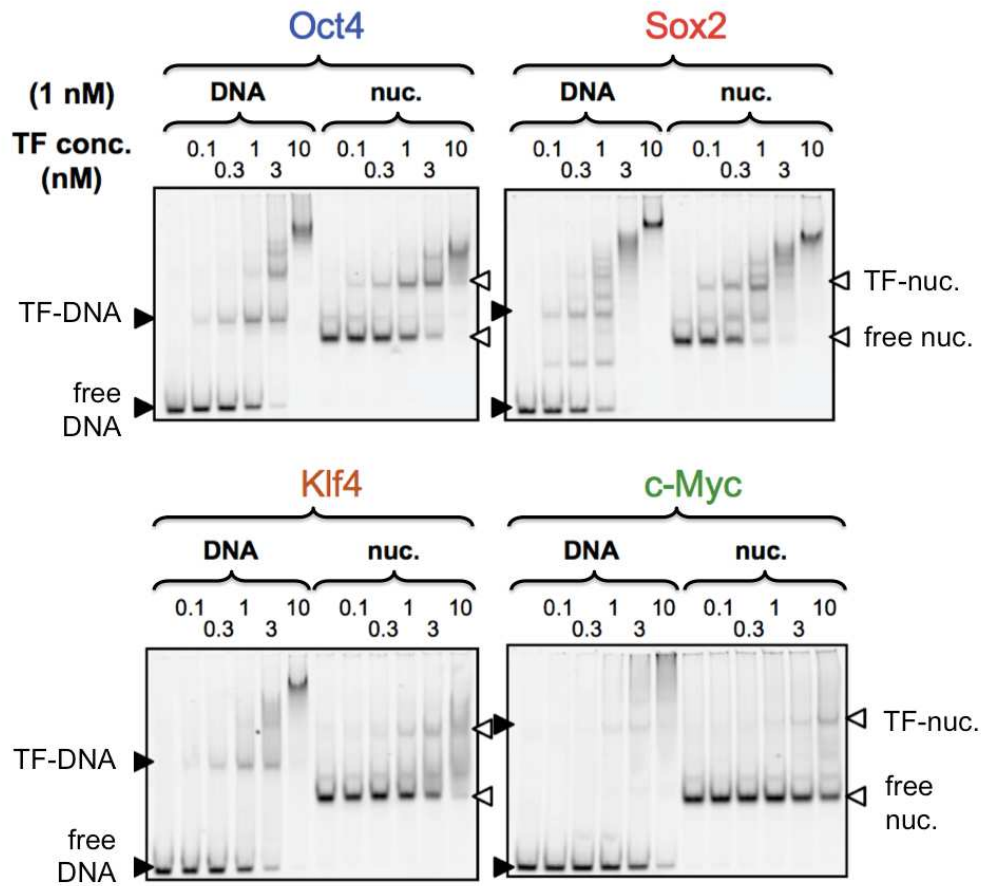 Oct4 Sox2
(1 nM) DNA nuc. DNA nuc.
TF conc. 0.1 1 10 0.1 1 10 0.1 1 10 0.1 1 10
(nM) 0.3 3 0.3 3 0.3 3 0.3 3
TF-DNA TF-nuc.
free nuc.
free
DNA
Klf4 c-Myc
DNA nuc. DNA nuc.
0.1 1 10 0.1 1 10 0.1 1 10 0.1 1 10
0.3 3 0.3 3 0.3 3 0.3 3
TF-DNA TF-nuc.
free
nuc.
free
DNA